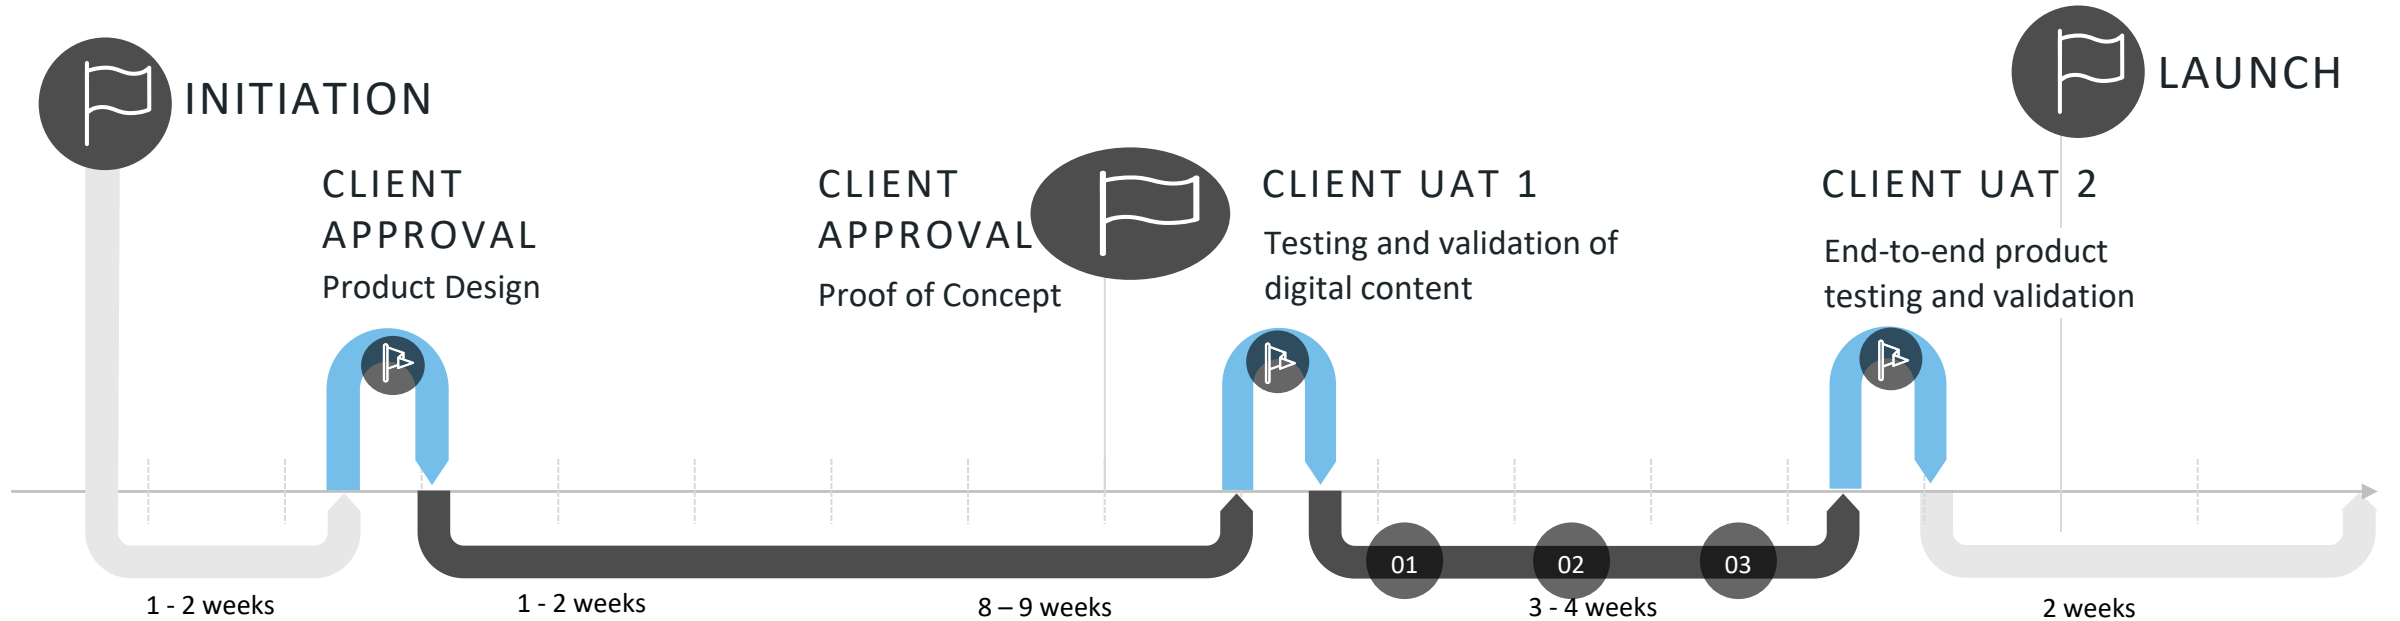 INITIATION
LAUNCH
CLIENT
APPROVAL
Product Design
CLIENT
APPROVAL
Proof of Concept
CLIENT UAT 1
Testing and validation of
digital content
CLIENT UAT 2
End-to-end product
testing and validation
01
02
03
1 - 2 weeks
1 - 2 weeks
8 – 9 weeks
3 - 4 weeks
2 weeks